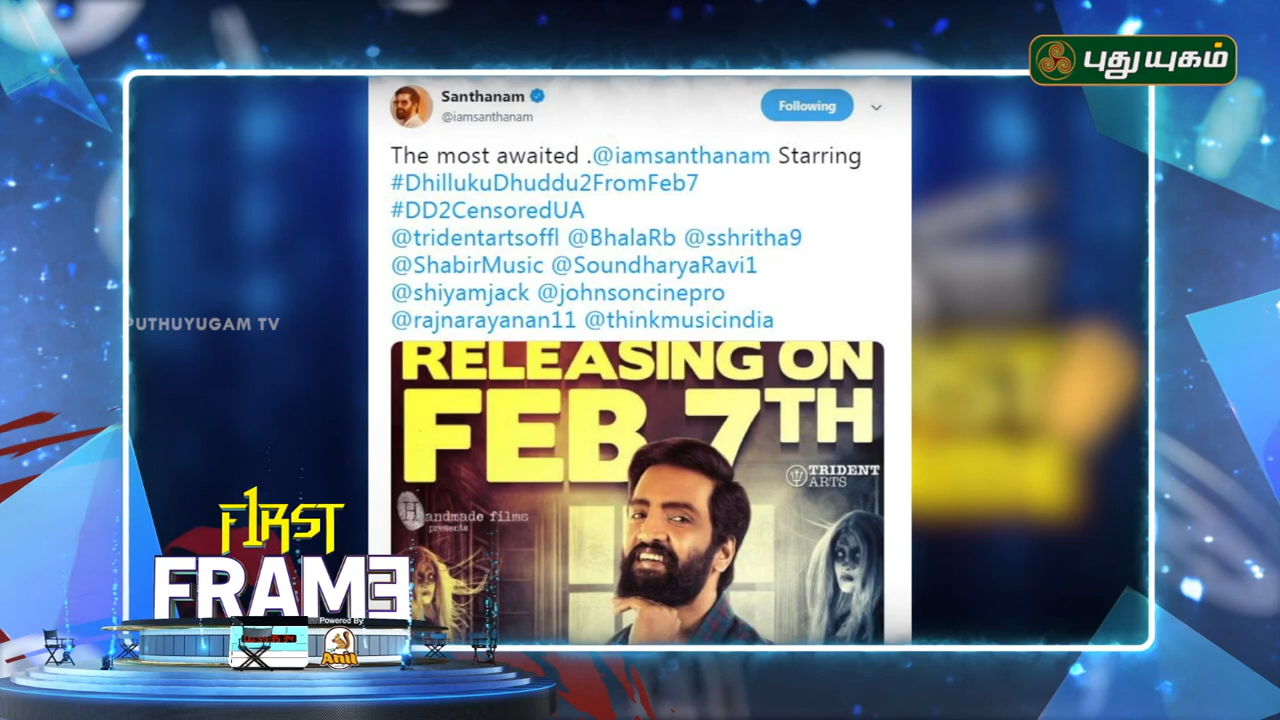 புதுயுகம்
Santhanam
@iamsanthanam
Following
The most awaited .@iamsanthanam Starring
#DhillukuDhuddu2FromFeb7
#DD2CensoredUA
@tridentartsoffl @BhalaRb @sshritha9
@ShabirMusic @SoundharyaRavi1
@shiyamjack @johnsoncinepro
@rajnarayanan11 @thinkmusicindia
PUTHUYUGAM TV
RELEASING ON
FEB 7TH
TRIDENT
ARTS
Handmade films
presents
F1RST
FRAME
Powered By
Anil